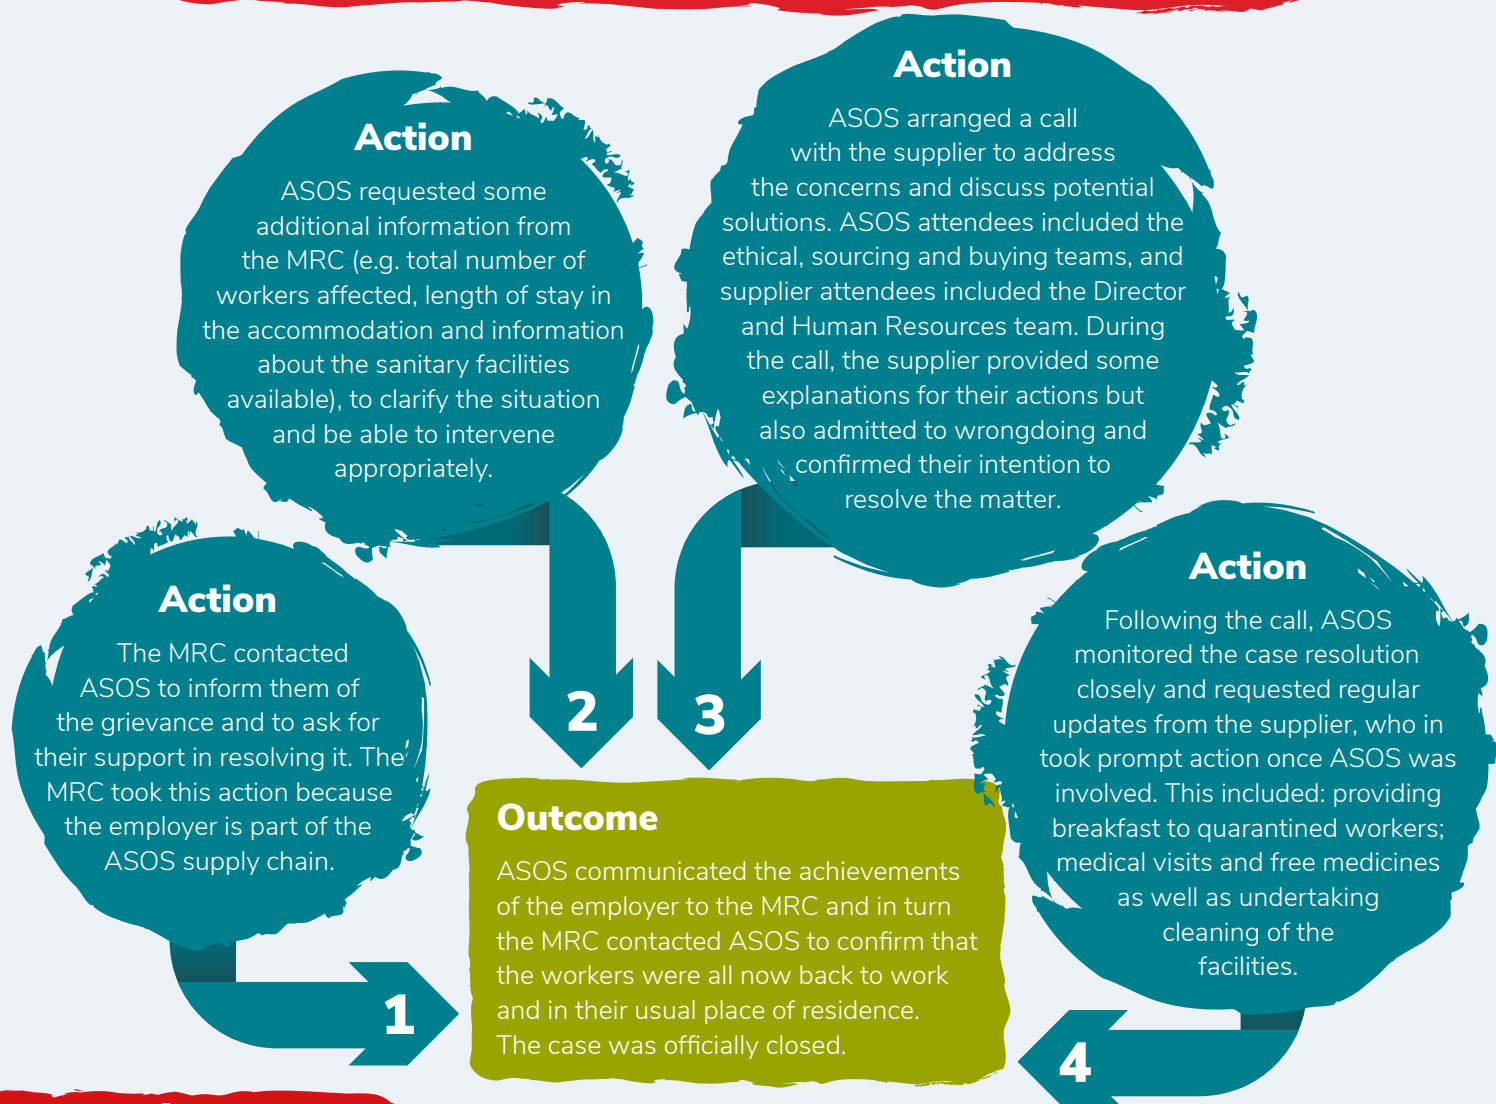 Action
The MRC contacted
ASOS to inform them of
the grievance and to ask for
their support in resolving it. The
MRC took this action because
the employer is part of the
ASOS supply chain.
1
Action
ASOS requested some
additional information from
the MRC (e.g. total number of
workers affected, length of stay in
the accommodation and information
about the sanitary facilities
available), to clarify the situation
and be able to intervene
appropriately.
2
Action
ASOS arranged a call
with the supplier to address
the concerns and discuss potential
solutions. ASOS attendees included the
ethical, sourcing and buying teams, and
supplier attendees included the Director
and Human Resources team. During
the call, the supplier provided some
explanations for their actions but
also admitted to wrongdoing and
confirmed their intention to
resolve the matter.
3
Action
Following the call, ASOS
monitored the case resolution
closely and requested regular
updates from the supplier, who in
took prompt action once ASOS was
involved. This included: providing
breakfast to quarantined workers;
medical visits and free medicines
as well as undertaking
cleaning of the
facilities.
4
Outcome
ASOS communicated the achievements
of the employer to the MRC and in turn
the MRC contacted ASOS to confirm that
the workers were all now back to work
and in their usual place of residence.
The case was officially closed.